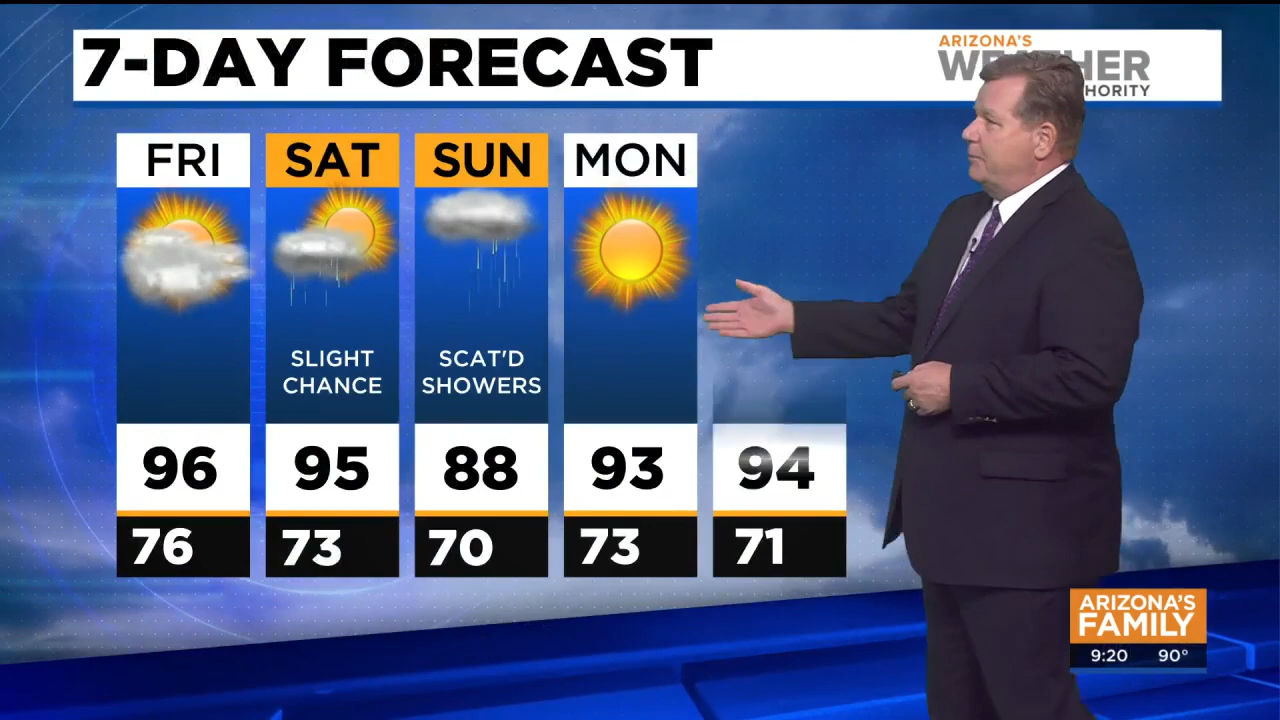 7-DAY FORECAST
ARIZONA'S
FRI SAT SUN MON
SLIGHT
CHANCE
SCAT'D
SHOWERS
96 95 88 93 94
76 73 70 73 71
ARIZONA'S
FAMILY
9:20 90°